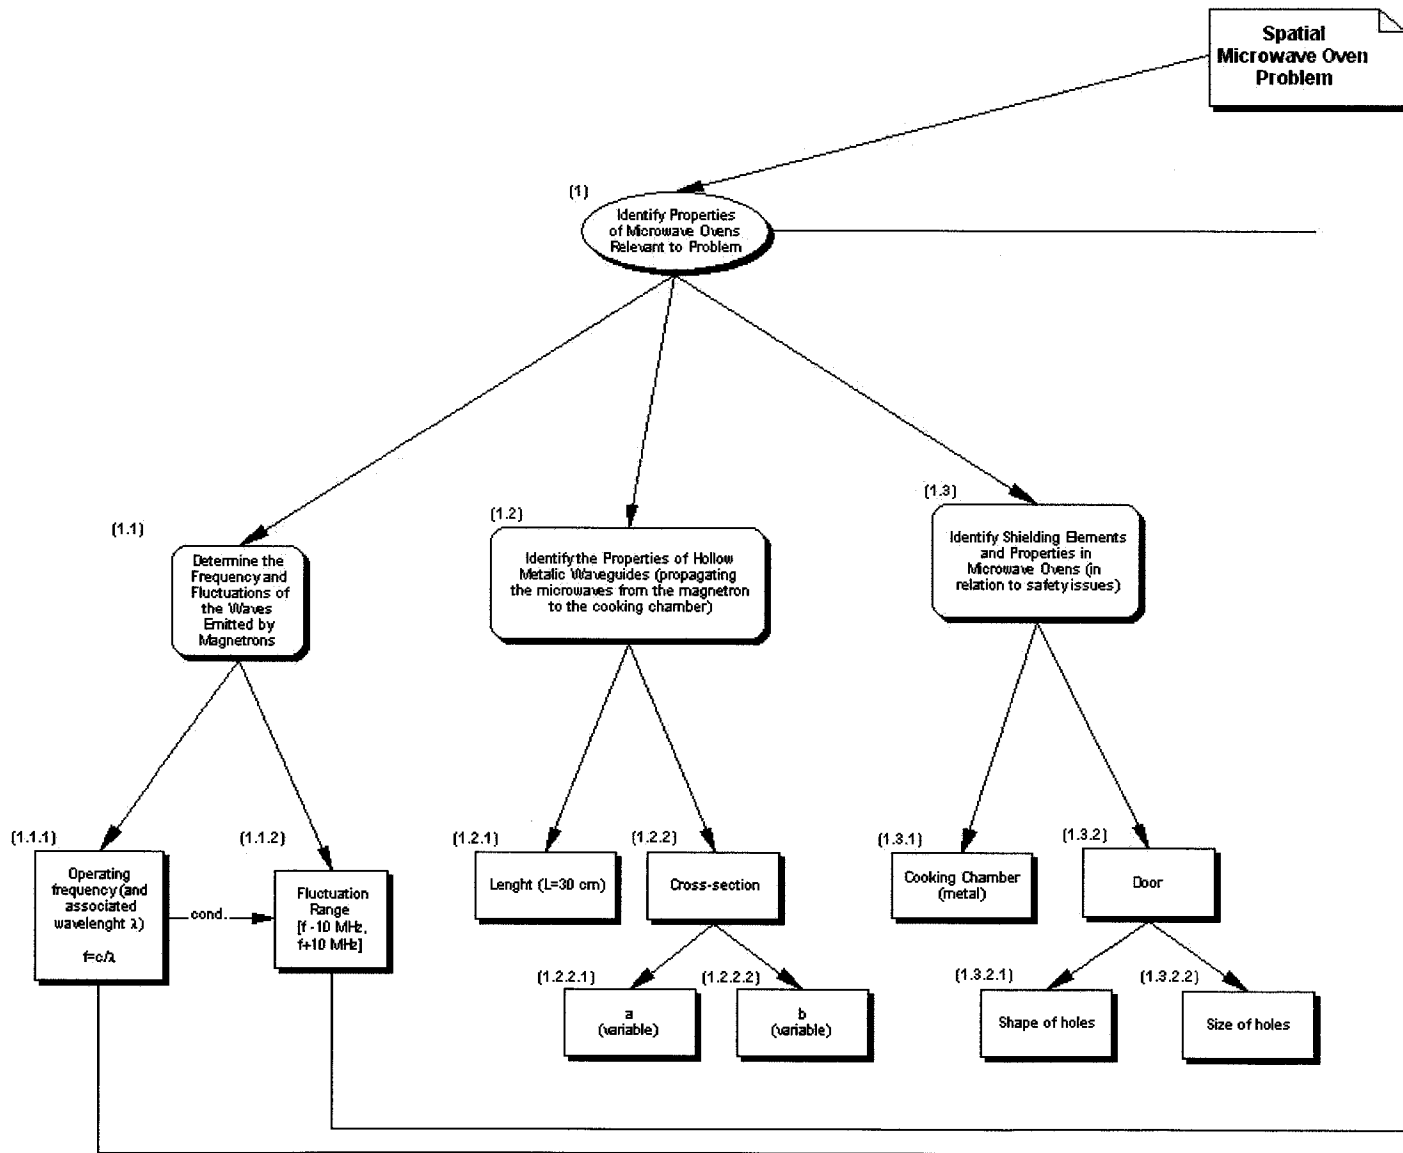 Spatial
Microwave Oven
Problem
(1)
Identify Properties
of Microwave Ovens
Relevant to Problem
(1.1)
Determine the
Frequency and
Fluctuations of
the Waves
Emitted by
Magnetrons
(1.2)
Identify the Properties of Hollow
Metalic Waveguides (propagating
the microwaves from the magnetron
to the cooking chamber)
(1.3)
Identify Shielding Elements
and Properties in
Microwave Ovens (in
relation to safety issues)
(1.1.1)
Operating
frequency (and
associated
wavelenght λ)
f=c/λ
cond.
(1.1.2)
Fluctuation
Range
[f -10 MHz,
f+10 MHz]
(1.2.1)
Lenght (L=30 cm)
(1.2.2)
Cross-section
(1.2.2.1)
a
(variable)
(1.2.2.2)
b
(variable)
(1.3.1)
Cooking Chamber
(metal)
(1.3.2)
Door
(1.3.2.1)
Shape of holes
(1.3.2.2)
Size of holes